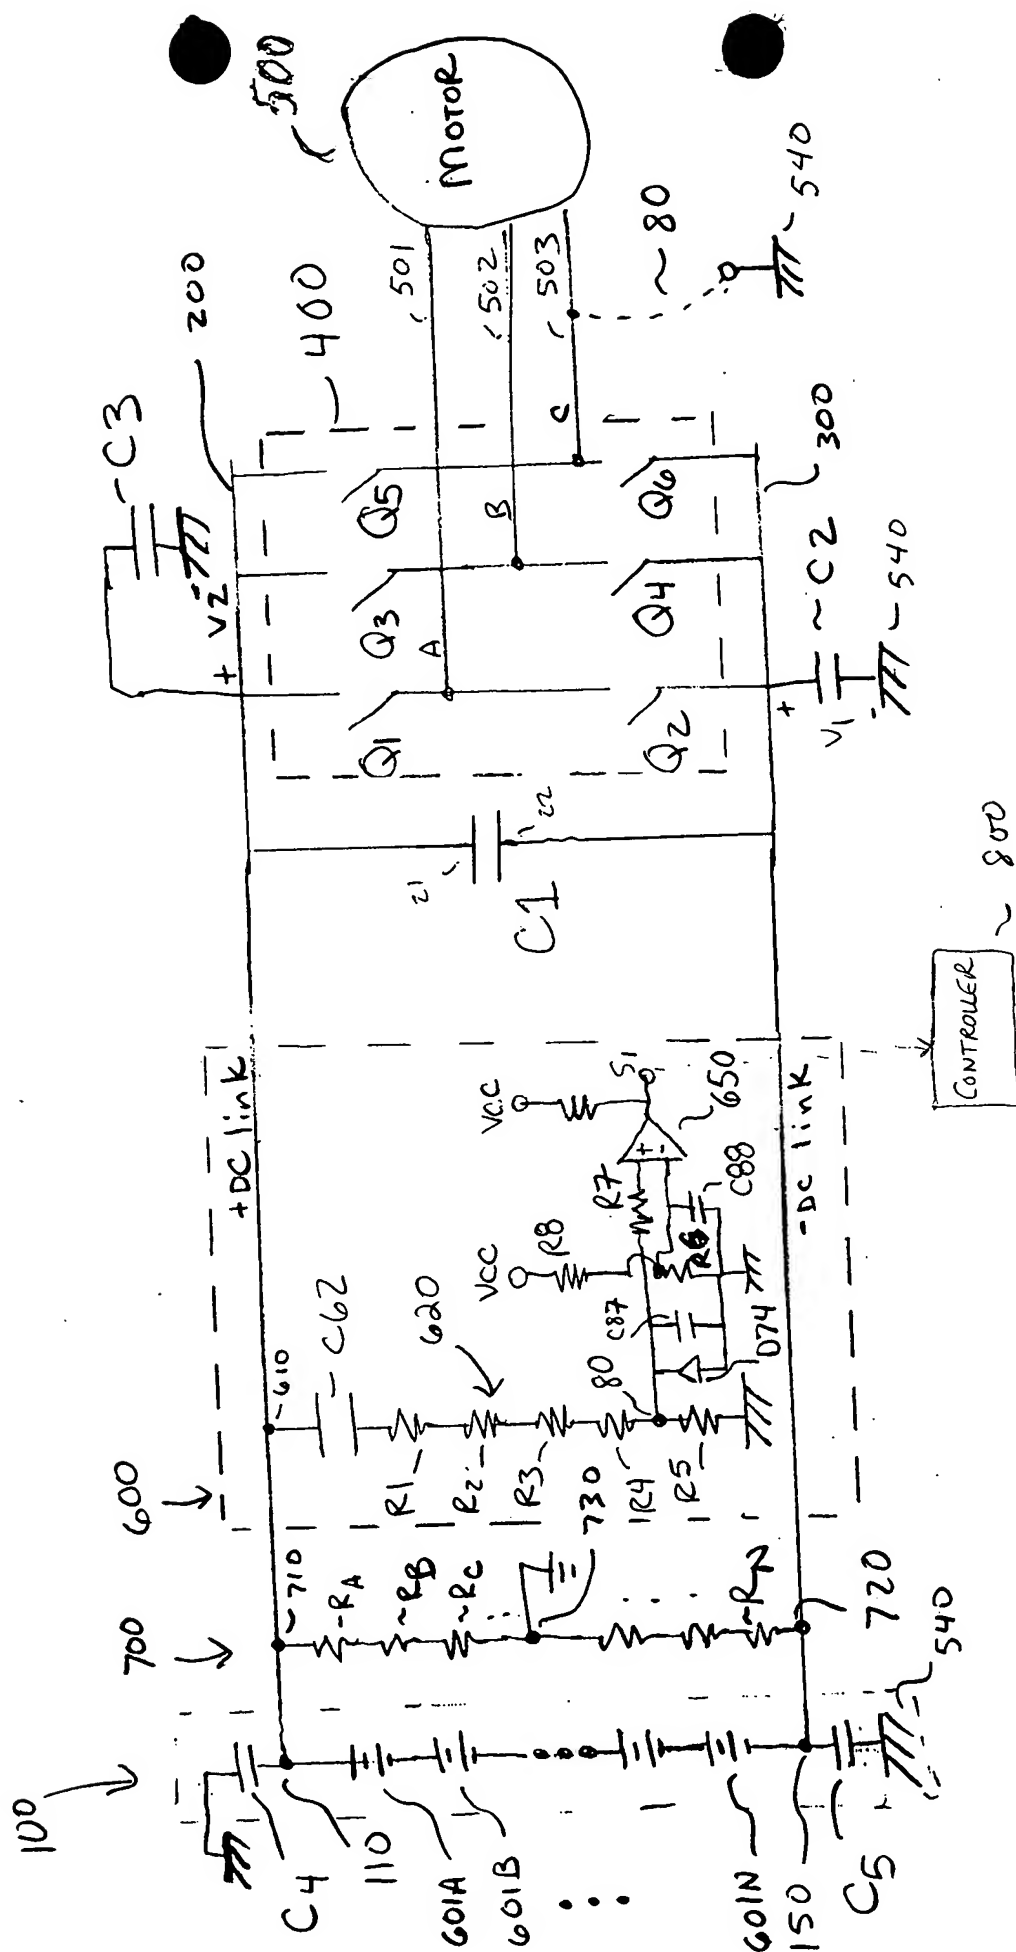 100
700
600
C4
110
601A
601B
601N
150
C5
540
710
RA
RB
RC
730
RN
720
610
C62
R1
R2
R3
R4
R5
620
80
+DC link
-DC link
VCC
R8
C87
D74
R6
R7
C88
VCC
+
-
S1
650
CONTROLLER
800
C1
21
22
Q1
Q2
Q3
Q4
Q5
Q6
A
B
C
+
V2
-
C3
200
400
+
V1
-
C2
540
300
501
502
503
500
MOTOR
80
540